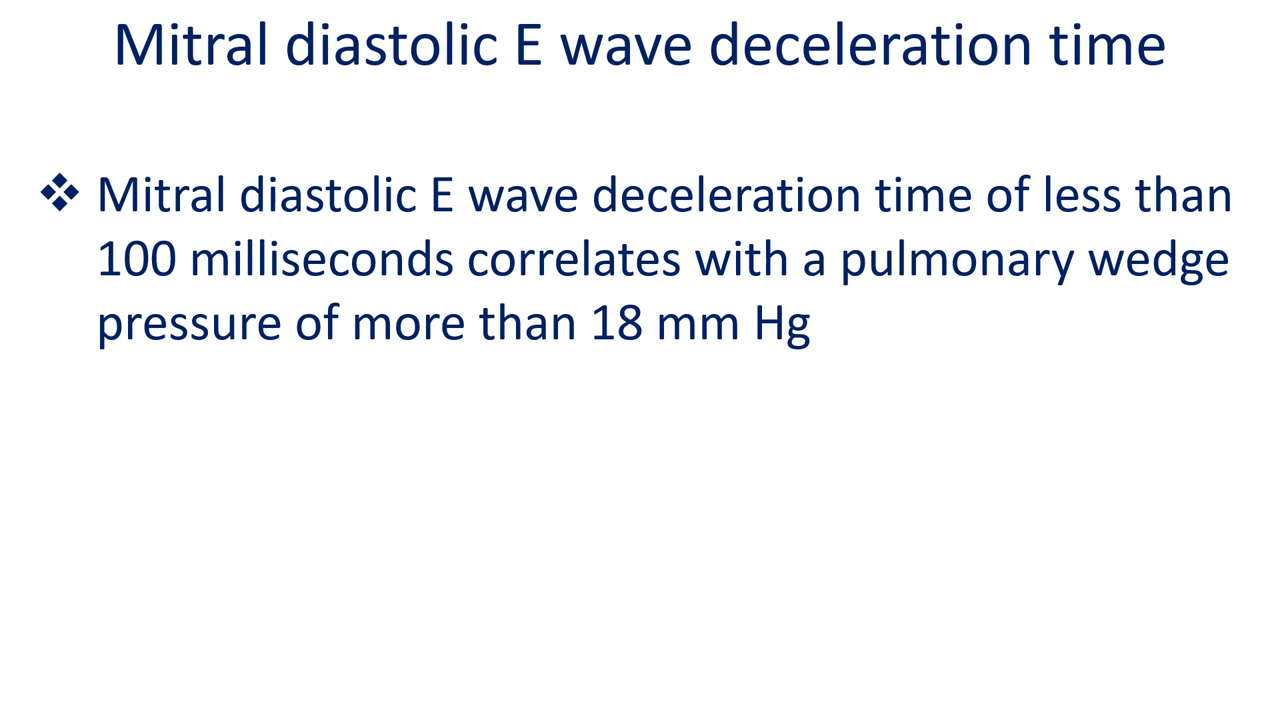 Mitral diastolic E wave deceleration time
❖ Mitral diastolic E wave deceleration time of less than
100 milliseconds correlates with a pulmonary wedge
pressure of more than 18 mm Hg